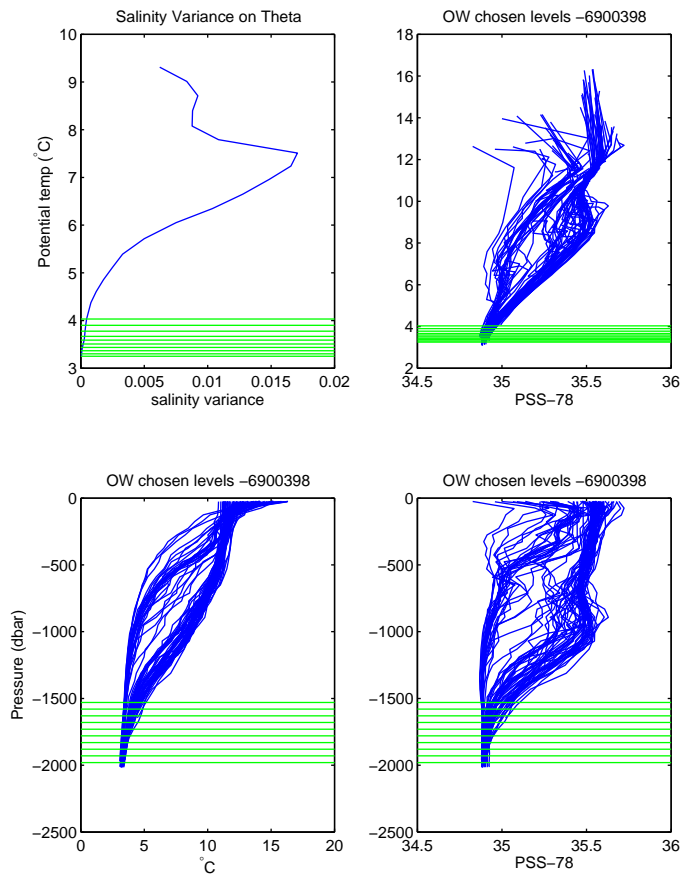 Salinity Variance on Theta
10
9
8
7
6
5
4
3
Potential temp (°C)
0 0.005 0.01 0.015 0.02
salinity variance
OW chosen levels −6900398
18
16
14
12
10
8
6
4
2
34.5 35 35.5 36
PSS−78
OW chosen levels −6900398
0
−500
−1000
−1500
−2000
−2500
Pressure (dbar)
0 5 10 15 20
°C
OW chosen levels −6900398
0
−500
−1000
−1500
−2000
−2500
34.5 35 35.5 36
PSS−78